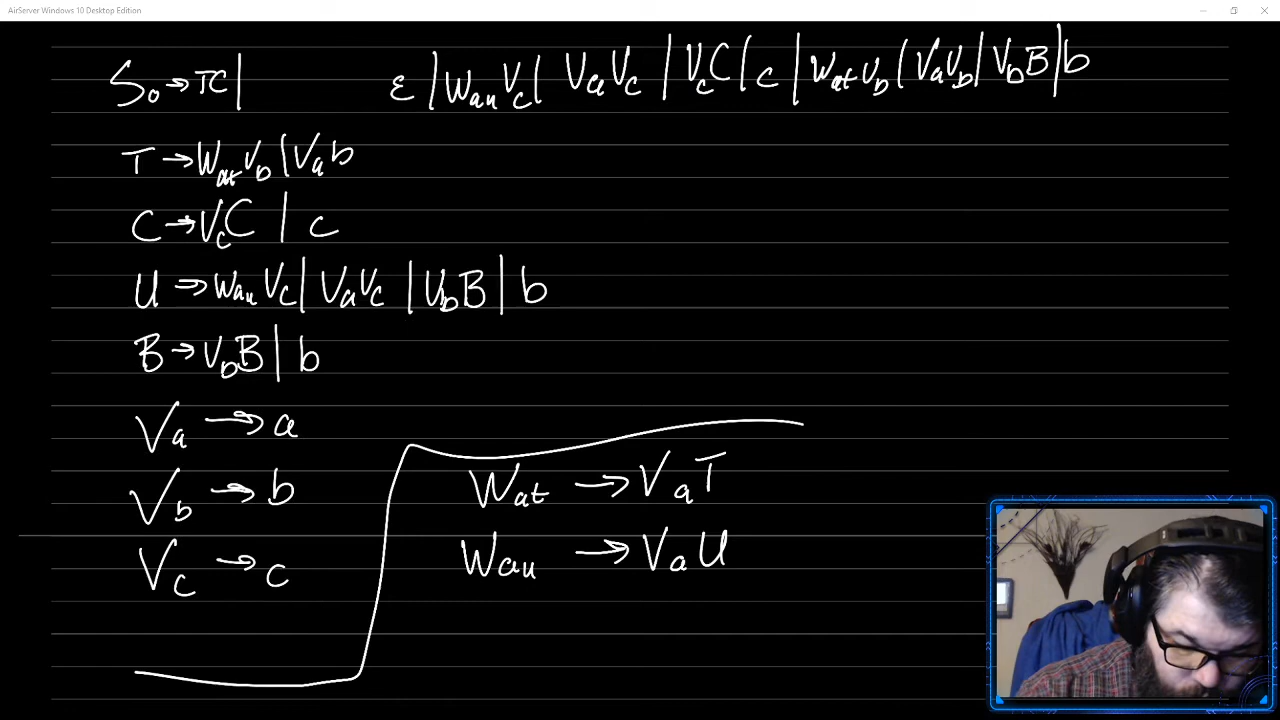 AirServer Windows 10 Desktop Edition
S₀ → TC | ε | W_au V_c | V_a V_c | V_c C | c | W_at V_b | V_a V_b | V_b B | b
T → W_at V_b | V_a b
C → V_c C | c
U → W_au V_c | V_a V_c | V_b B | b
B → V_b B | b
V_a → a
V_b → b
V_c → c
W_at → V_a T
W_au → V_a U